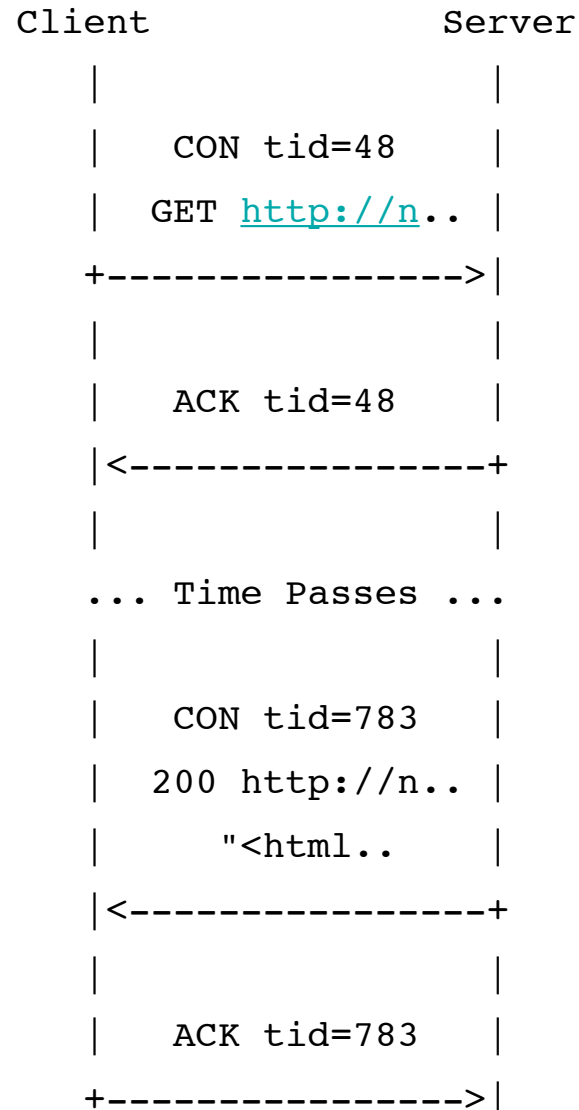 Client                Server
   |                      |
   |    CON tid=48    |
   |   GET http://n.. |
   +---------------->|
   |                      |
   |    ACK tid=48    |
   |<----------------+
   |                      |
   ... Time Passes ...
   |                      |
   |    CON tid=783   |
   |   200 http://n.. |
   |      "<html..    |
   |<----------------+
   |                      |
   |    ACK tid=783   |
   +---------------->|